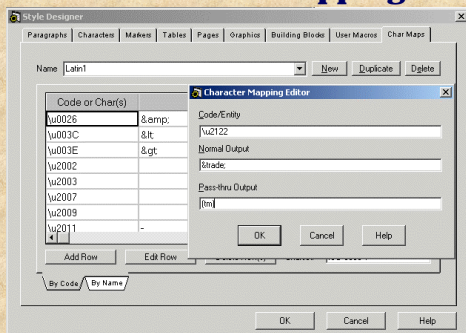 pping
Style Designer
Paragraphs Characters Markers Tables Pages Graphics Building Blocks User Macros Char Maps
Name Latin1 New Duplicate Delete
Code or Char(s)
\u0026 &amp;
\u003C &lt
\u003E &gt
\u2002
\u2003
\u2007
\u2009
\u2011 -
Add Row Edit Row
By Code By Name
Character Mapping Editor
Code/Entity
\u2122
Normal Output
&trade;
Pass-thru Output
(tm)
OK Cancel Help
OK Cancel Help